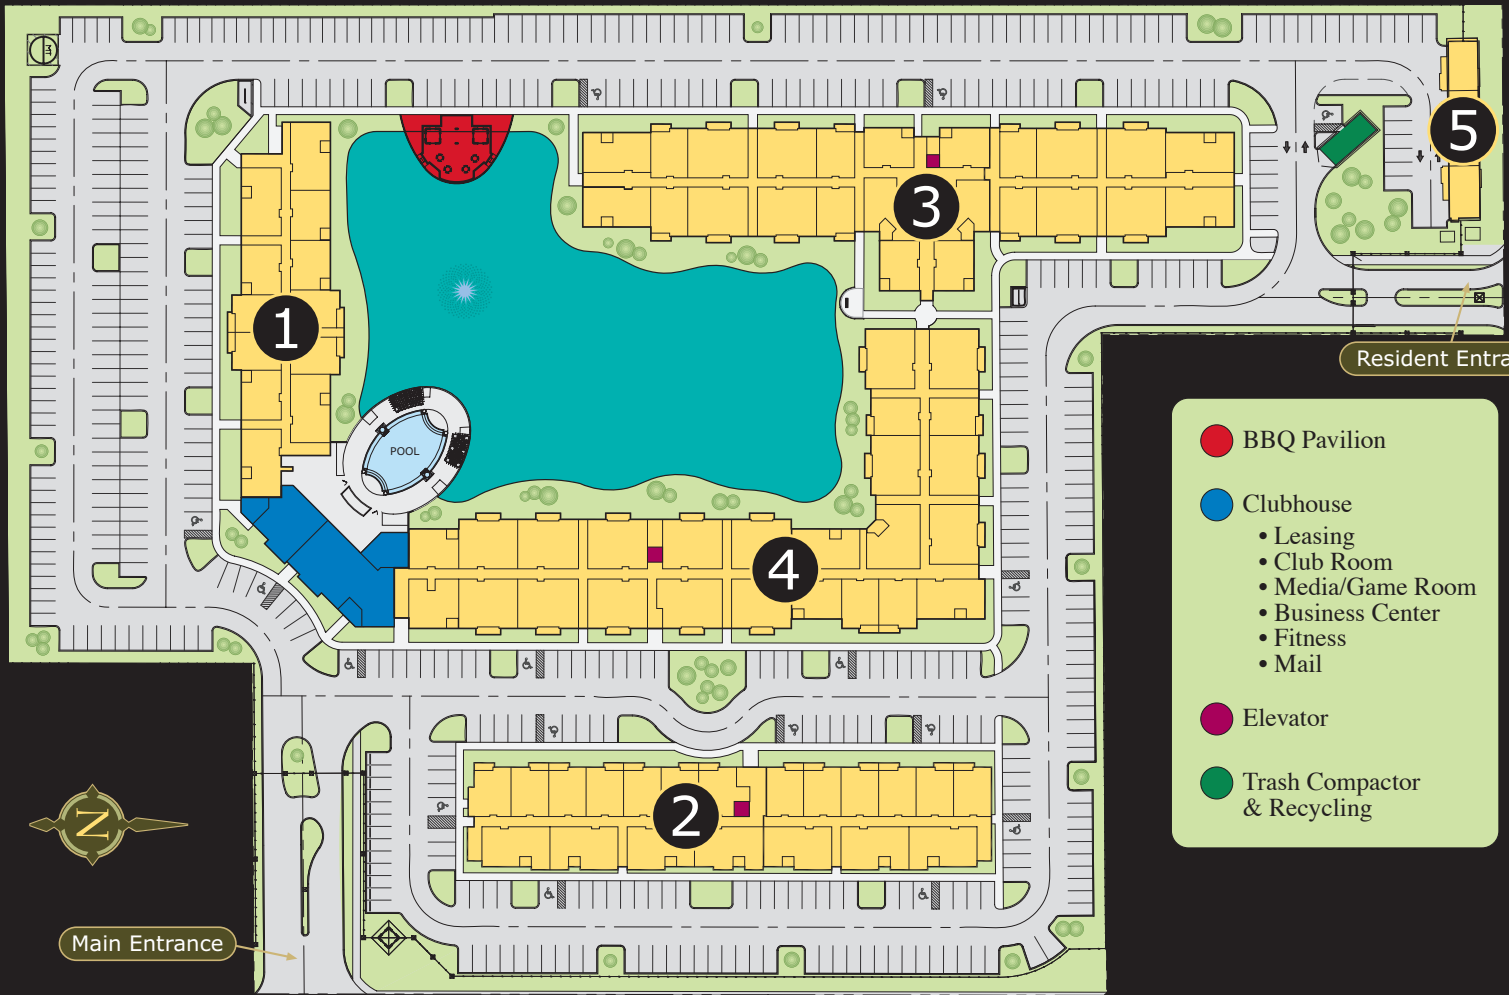 5
3
1
Resident Entra
BBQ Pavilion
POOL
Clubhouse
• Leasing
• Club Room
• Media/Game Room
• Business Center
• Fitness
• Mail
4
Elevator
Trash Compactor
& Recycling
2
N
Main Entrance